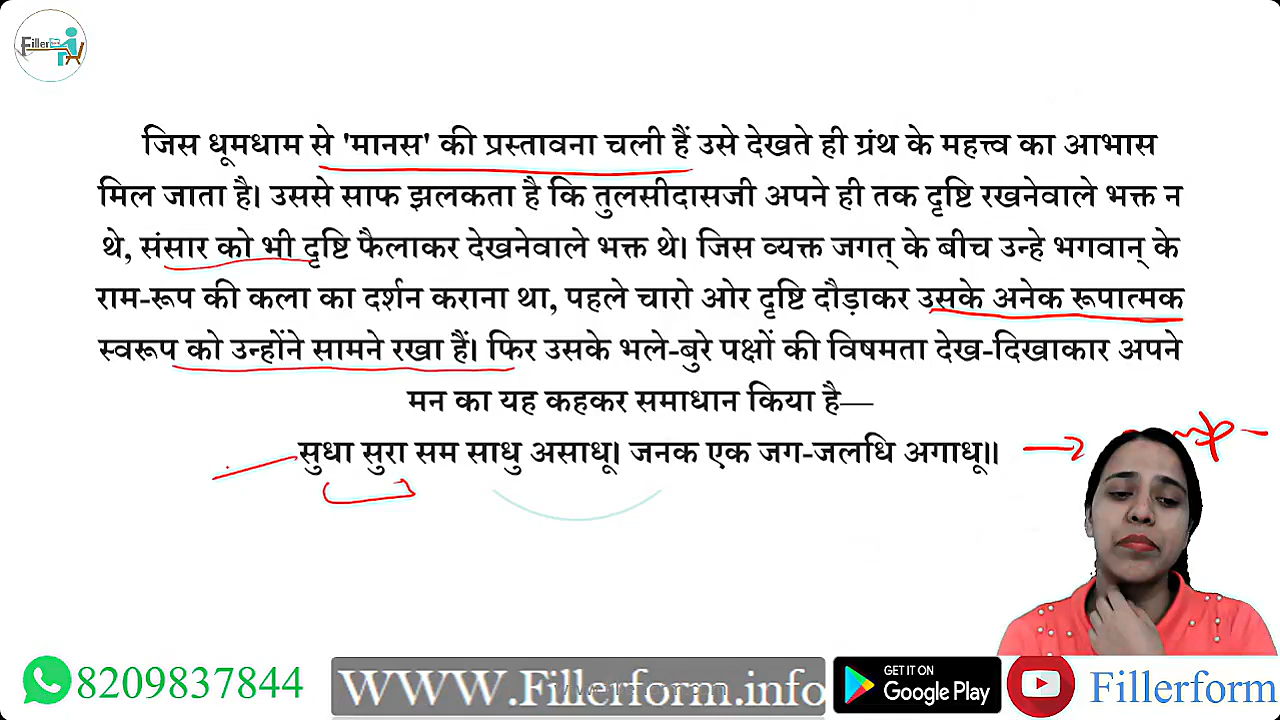 Filler
जिस धूमधाम से 'मानस' की प्रस्तावना चली हैं उसे देखते ही ग्रंथ के महत्त्व का आभास
मिल जाता है। उससे साफ झलकता है कि तुलसीदासजी अपने ही तक दृष्टि रखनेवाले भक्त न
थे, संसार को भी दृष्टि फैलाकर देखनेवाले भक्त थे। जिस व्यक्त जगत् के बीच उन्हे भगवान् के
राम-रूप की कला का दर्शन कराना था, पहले चारो ओर दृष्टि दौड़ाकर उसके अनेक रूपात्मक
स्वरूप को उन्होंने सामने रखा हैं। फिर उसके भले-बुरे पक्षों की विषमता देख-दिखाकार अपने
मन का यह कहकर समाधान किया है—
सुधा सुरा सम साधु असाधू। जनक एक जग-जलधि अगाधू॥
8209837844
WWW.Fillerform.info
GET IT ON
Google Play
Fillerform